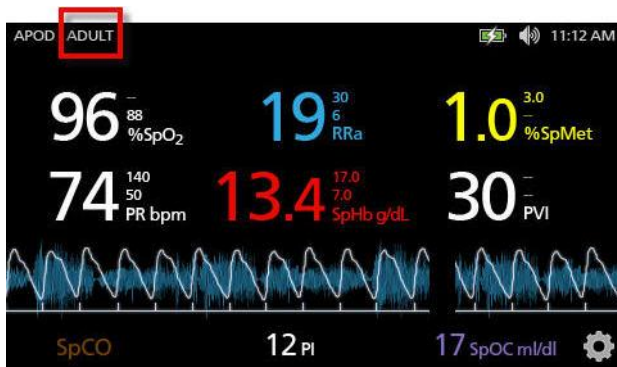 APOD ADULT 11:12 AM
96 -- 88 %SpO₂
19 30 6 RRa
1.0 3.0 -- %SpMet
74 140 50 PR bpm
13.4 17.0 7.0 SpHb g/dL
30 -- -- PVI
SpCO 12 PI 17 SpOC ml/dl